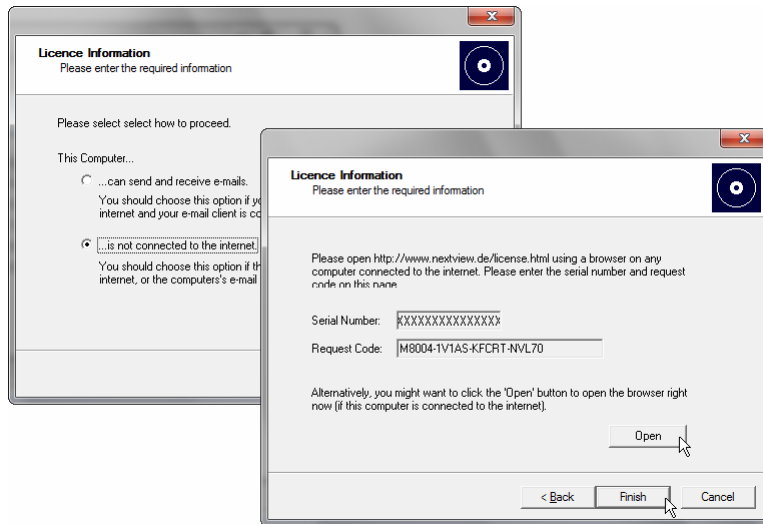 Licence Information
Please enter the required information
Please select select how to proceed.
This Computer...
...can send and receive e-mails.
You should choose this option if
internet and your e-mail client is
...is not connected to the internet.
You should choose this option if
internet, or the computers's e-mail
Licence Information
Please enter the required information
Please open http://www.nextview.de/license.html using a browser on any
computer connected to the internet. Please enter the serial number and request
code on this page
Serial Number: XXXXXXXXXXXXXXX
Request Code: M8004-1V1AS-KFCRT-NVL70
Alternatively, you might want to click the 'Open' button to open the browser right
now (if this computer is connected to the internet).
Open
< Back
Finish
Cancel